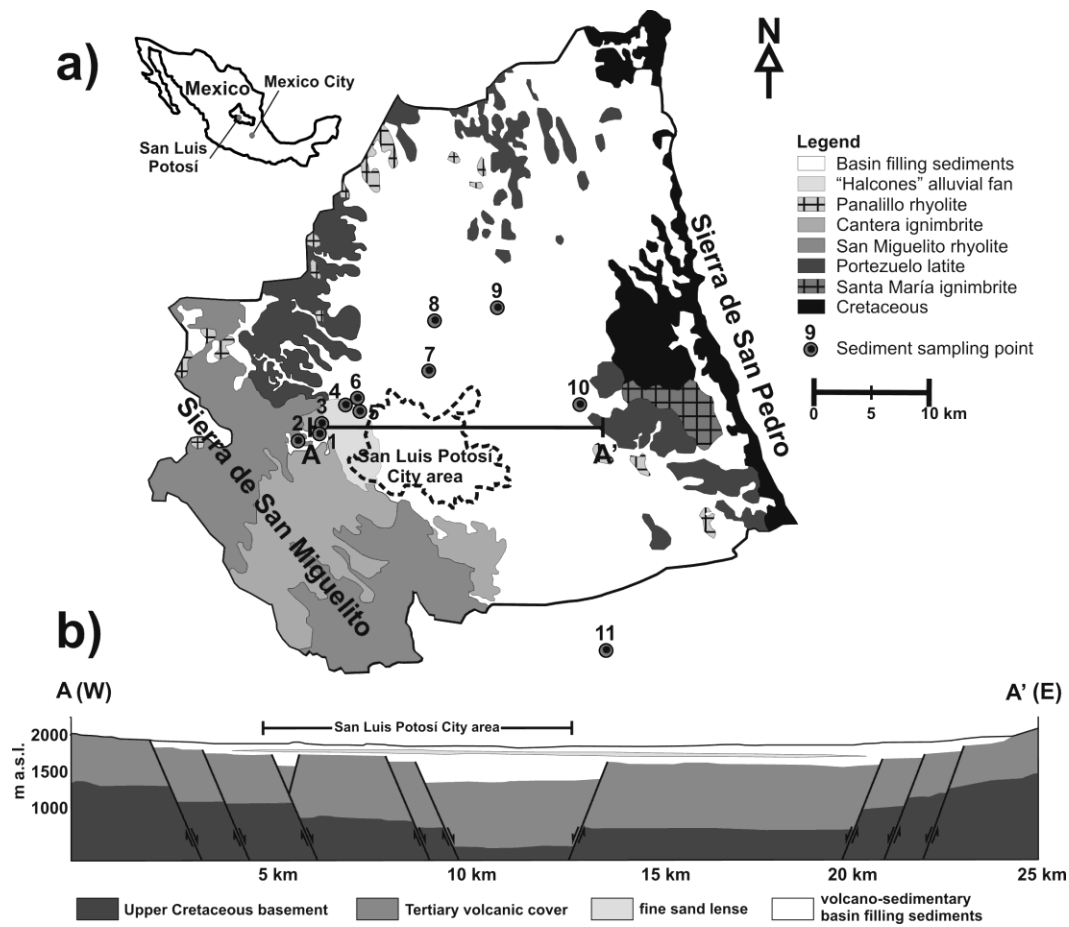 a)
Mexico
Mexico City
San Luis
Potosí
N
Legend
Basin filling sediments
“Halcones” alluvial fan
Panalillo rhyolite
Cantera ignimbrite
San Miguelito rhyolite
Portezuelo latite
Santa María ignimbrite
Cretaceous
9
Sediment sampling point
0 5 10 km
Sierra de San Pedro
Sierra de San Miguelito
9
8
7
6
4
5
10
3
2
1
A
A’
San Luis Potosí
City area
11
b)
A (W)
A’ (E)
San Luis Potosí City area
m a.s.l.
2000
1500
1000
5 km 10 km 15 km 20 km 25 km
Upper Cretaceous basement
Tertiary volcanic cover
fine sand lense
volcano-sedimentary
basin filling sediments